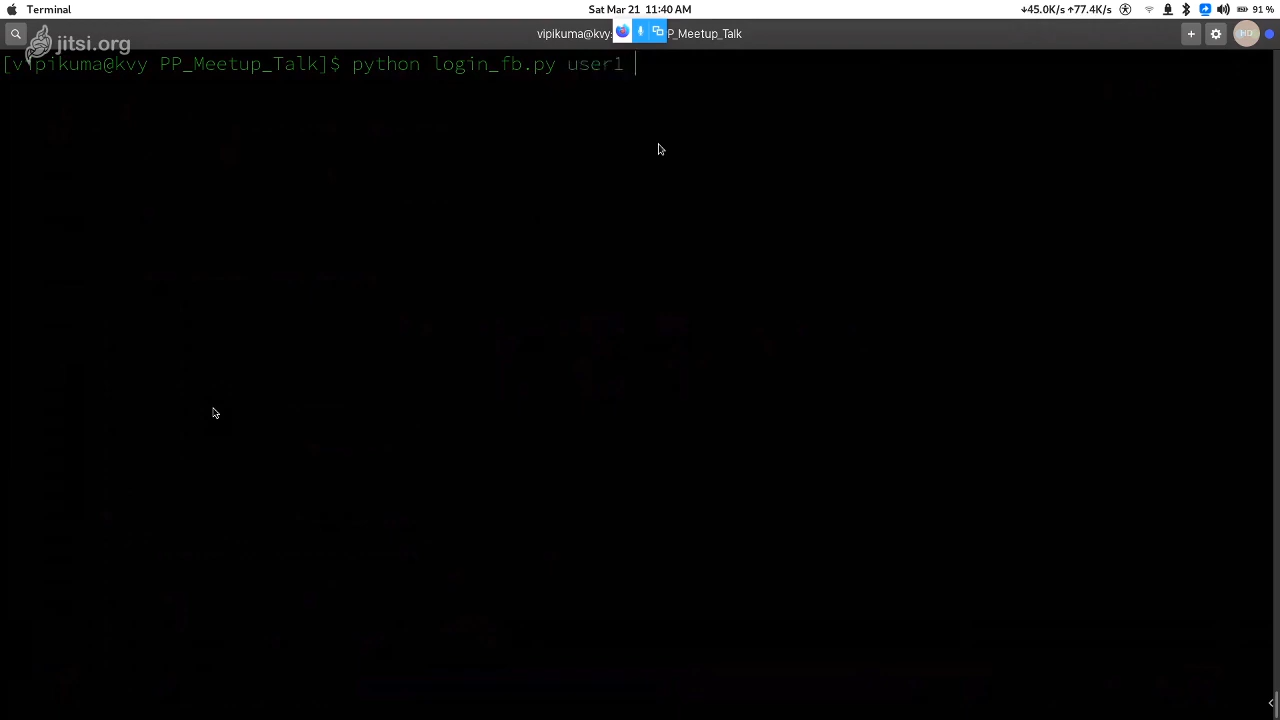 Terminal
Sat Mar 21 11:40 AM
↓45.0K/s ↑77.4K/s
91 %
jitsi.org
vipikuma@kvy: P_Meetup_Talk
HD
[vipikuma@kvy PP_Meetup_Talk]$ python login_fb.py user1